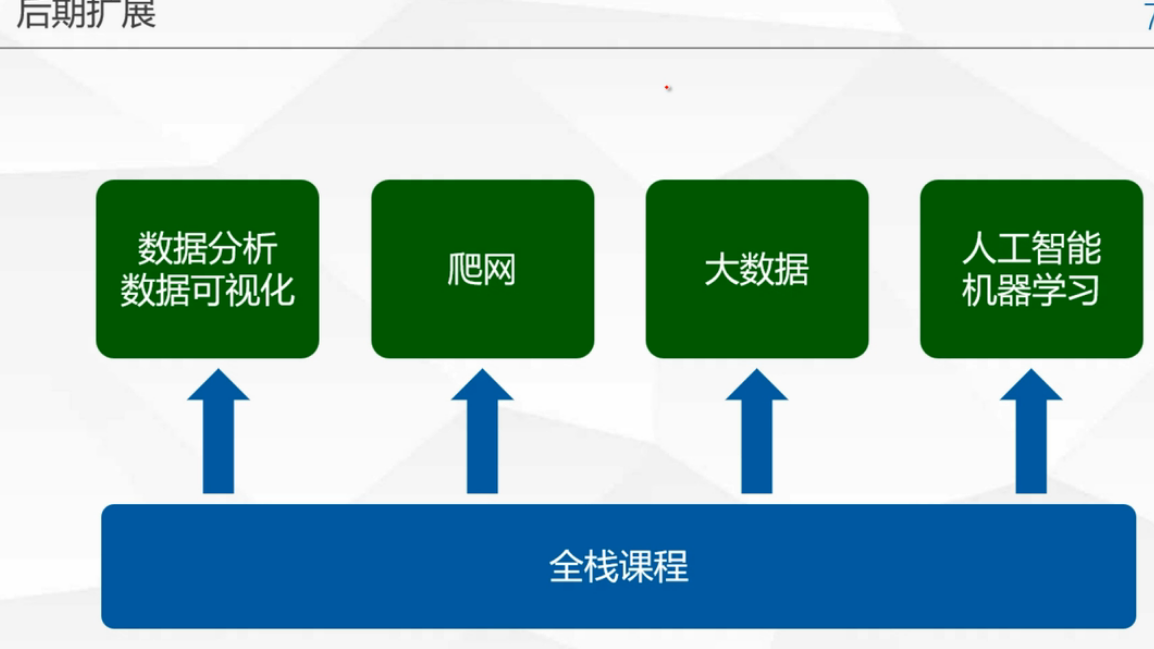 后期扩展
数据分析
数据可视化
爬网
大数据
人工智能
机器学习
全栈课程